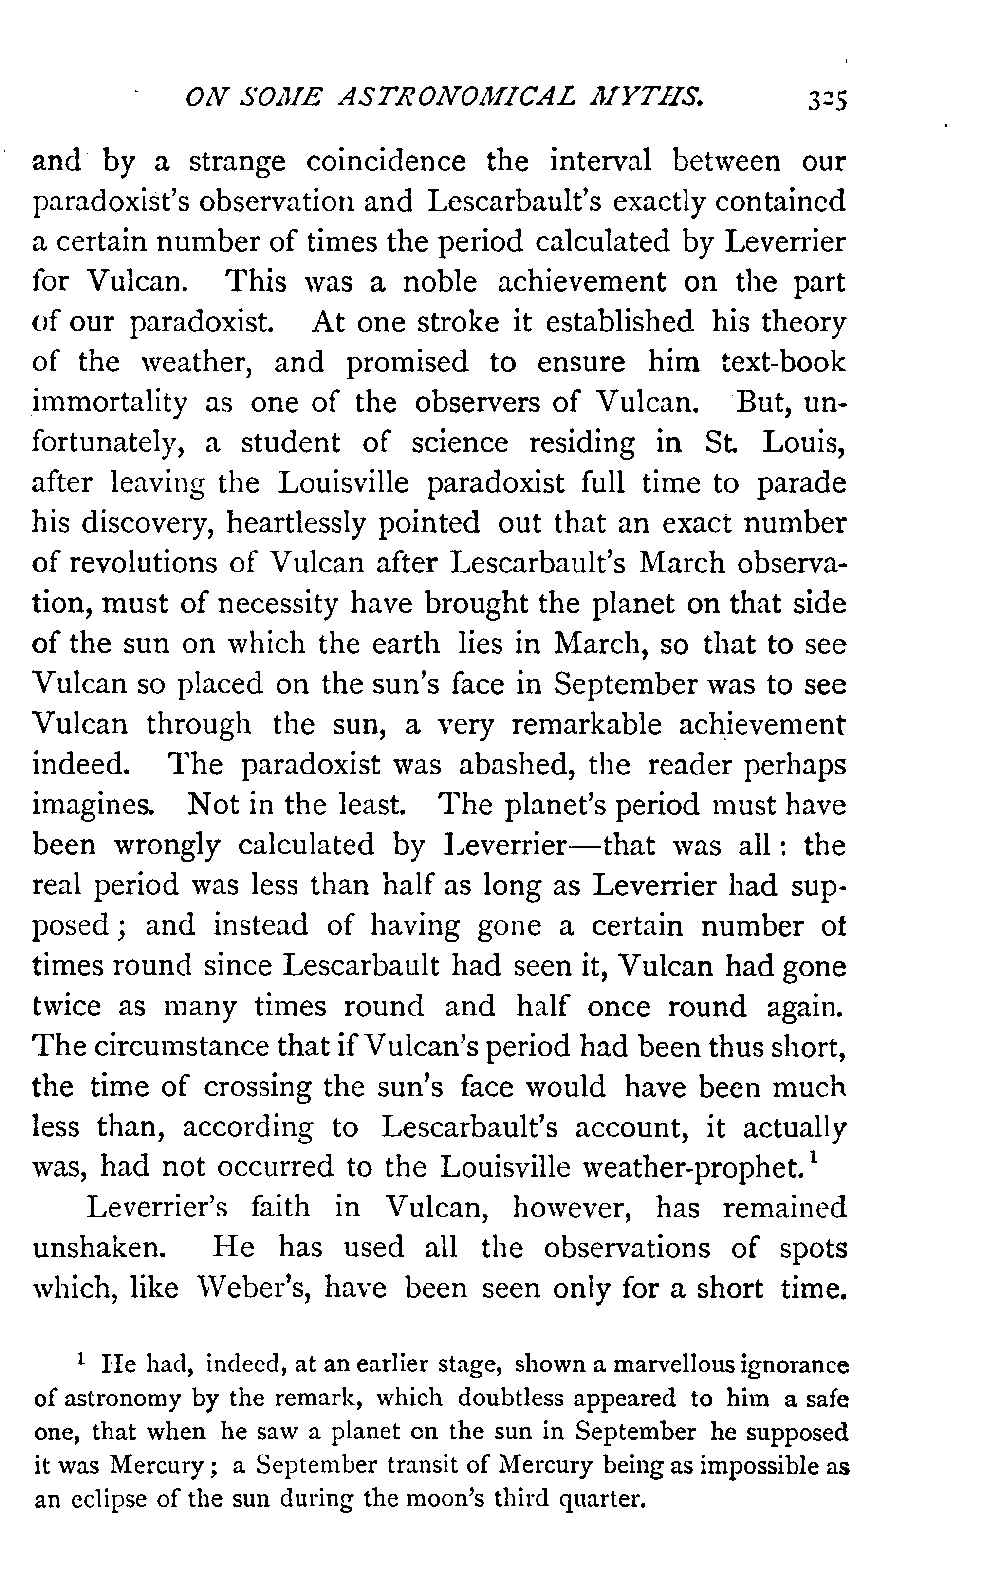 ON SOME ASTRONOMICAL MYTHS. 325
and by a strange coincidence the interval between our
paradoxist's observation and Lescarbault's exactly contained
a certain number of times the period calculated by Leverrier
for Vulcan. This was a noble achievement on the part
of our paradoxist. At one stroke it established his theory
of the weather, and promised to ensure him text-book
immortality as one of the observers of Vulcan. But, un-
fortunately, a student of science residing in St. Louis,
after leaving the Louisville paradoxist full time to parade
his discovery, heartlessly pointed out that an exact number
of revolutions of Vulcan after Lescarbault's March observa-
tion, must of necessity have brought the planet on that side
of the sun on which the earth lies in March, so that to see
Vulcan so placed on the sun's face in September was to see
Vulcan through the sun, a very remarkable achievement
indeed. The paradoxist was abashed, the reader perhaps
imagines. Not in the least. The planet's period must have
been wrongly calculated by Leverrier—that was all : the
real period was less than half as long as Leverrier had sup-
posed ; and instead of having gone a certain number of
times round since Lescarbault had seen it, Vulcan had gone
twice as many times round and half once round again.
The circumstance that if Vulcan's period had been thus short,
the time of crossing the sun's face would have been much
less than, according to Lescarbault's account, it actually
was, had not occurred to the Louisville weather-prophet.¹
Leverrier's faith in Vulcan, however, has remained
unshaken. He has used all the observations of spots
which, like Weber's, have been seen only for a short time.
¹ He had, indeed, at an earlier stage, shown a marvellous ignorance
of astronomy by the remark, which doubtless appeared to him a safe
one, that when he saw a planet on the sun in September he supposed
it was Mercury ; a September transit of Mercury being as impossible as
an eclipse of the sun during the moon's third quarter.